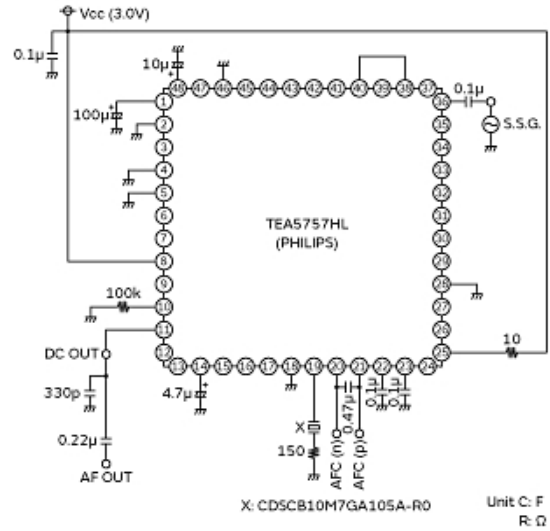 Vcc (3.0V)
0.1μ
10μ
100μ
48 47 46 45 44 43 42 41 40 39 38 37
1
2
3
4
5
6
7
8
9
10
11
12
36
35
34
33
32
31
30
29
28
27
26
25
0.1μ
S.S.G.
TEA5757HL
(PHILIPS)
100k
10
DC OUT
13 14 15 16 17 18 19 20 21 22 23 24
330p
4.7μ
0.22μ
AF OUT
X
150
AFC (n)
0.47μ
AFC (p)
0.1μ
0.1μ
X: CDSCB10M7GA105A-R0
Unit C: F
R: Ω